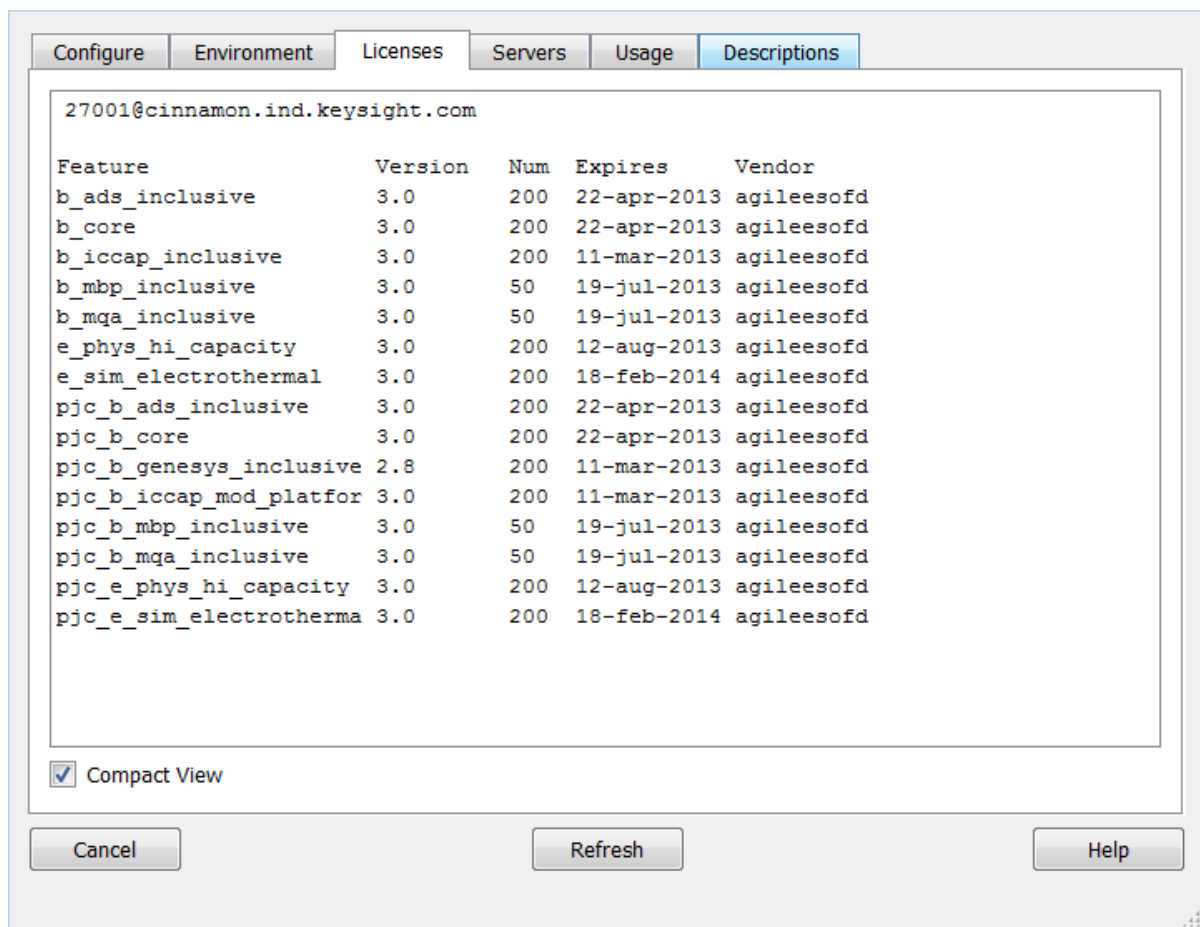 Configure Environment Licenses Servers Usage Descriptions
27001@cinnamon.ind.keysight.com
Feature Version Num Expires Vendor
b_ads_inclusive 3.0 200 22-apr-2013 agileesofd
b_core 3.0 200 22-apr-2013 agileesofd
b_iccap_inclusive 3.0 200 11-mar-2013 agileesofd
b_mbp_inclusive 3.0 50 19-jul-2013 agileesofd
b_mqa_inclusive 3.0 50 19-jul-2013 agileesofd
e_phys_hi_capacity 3.0 200 12-aug-2013 agileesofd
e_sim_electrothermal 3.0 200 18-feb-2014 agileesofd
pjc_b_ads_inclusive 3.0 200 22-apr-2013 agileesofd
pjc_b_core 3.0 200 22-apr-2013 agileesofd
pjc_b_genesys_inclusive 2.8 200 11-mar-2013 agileesofd
pjc_b_iccap_mod_platfor 3.0 200 11-mar-2013 agileesofd
pjc_b_mbp_inclusive 3.0 50 19-jul-2013 agileesofd
pjc_b_mqa_inclusive 3.0 50 19-jul-2013 agileesofd
pjc_e_phys_hi_capacity 3.0 200 12-aug-2013 agileesofd
pjc_e_sim_electrotherma 3.0 200 18-feb-2014 agileesofd
Compact View
Cancel Refresh Help